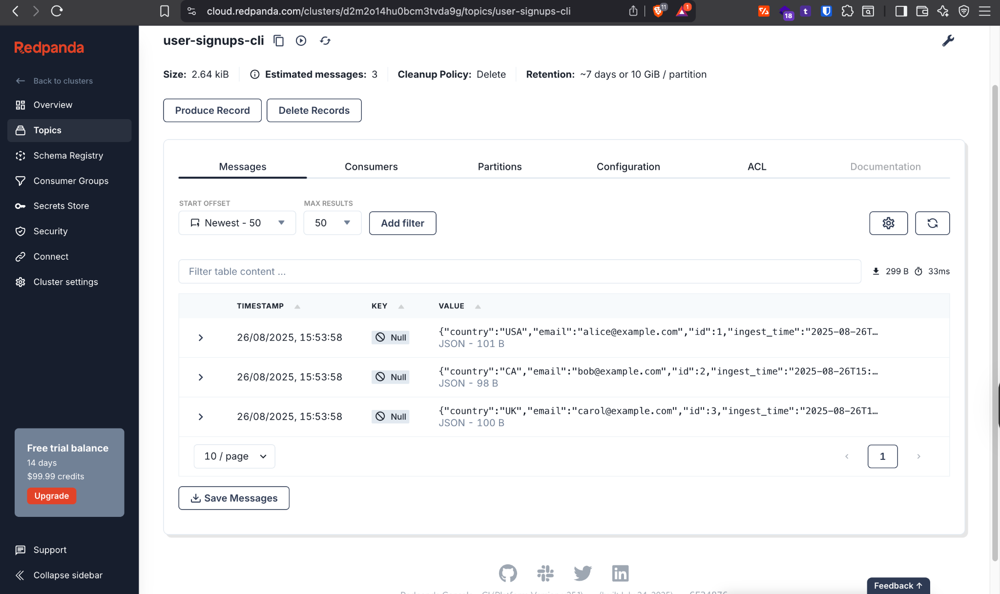 cloud.redpanda.com/clusters/d2m2o14hu0bcm3tvda9g/topics/user-signups-cli
11
1
18
t
Redpanda
Back to clusters
Overview
Topics
Schema Registry
Consumer Groups
Secrets Store
Security
Connect
Cluster settings
Free trial balance
14 days
$99.99 credits
Upgrade
Support
Collapse sidebar
user-signups-cli
Size: 2.64 kiB Estimated messages: 3 Cleanup Policy: Delete Retention: ~7 days or 10 GiB / partition
Produce Record Delete Records
Messages Consumers Partitions Configuration ACL Documentation
START OFFSET MAX RESULTS
Newest - 50 50 Add filter
Filter table content ... 299 B 33ms
TIMESTAMP KEY VALUE
26/08/2025, 15:53:58 Null {"country":"USA","email":"alice@example.com","id":1,"ingest_time":"2025-08-26T…
JSON - 101 B
26/08/2025, 15:53:58 Null {"country":"CA","email":"bob@example.com","id":2,"ingest_time":"2025-08-26T15:…
JSON - 98 B
26/08/2025, 15:53:58 Null {"country":"UK","email":"carol@example.com","id":3,"ingest_time":"2025-08-26T1…
JSON - 100 B
10 / page 1
Save Messages
in
Feedback ↑